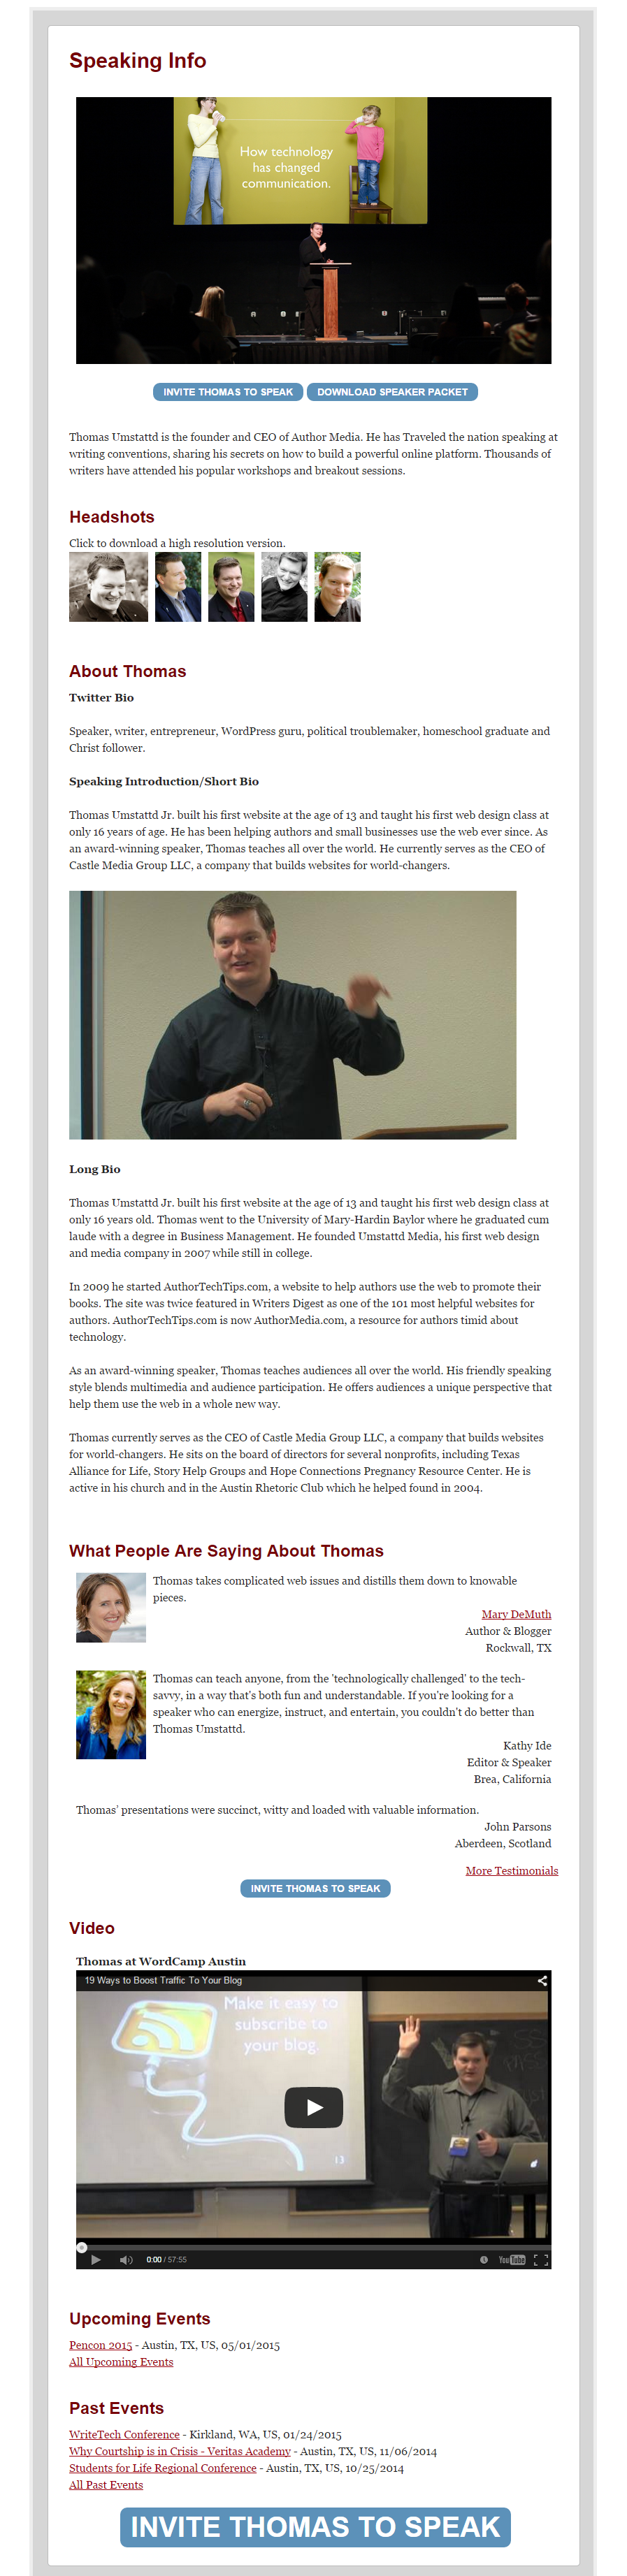 Speaking Info
How technology
has changed
communication.
INVITE THOMAS TO SPEAK DOWNLOAD SPEAKER PACKET
Thomas Umstattd is the founder and CEO of Author Media. He has Traveled the nation speaking at
writing conventions, sharing his secrets on how to build a powerful online platform. Thousands of
writers have attended his popular workshops and breakout sessions.
Headshots
Click to download a high resolution version.
About Thomas
Twitter Bio
Speaker, writer, entrepreneur, WordPress guru, political troublemaker, homeschool graduate and
Christ follower.
Speaking Introduction/Short Bio
Thomas Umstattd Jr. built his first website at the age of 13 and taught his first web design class at
only 16 years of age. He has been helping authors and small businesses use the web ever since. As
an award-winning speaker, Thomas teaches all over the world. He currently serves as the CEO of
Castle Media Group LLC, a company that builds websites for world-changers.
Long Bio
Thomas Umstattd Jr. built his first website at the age of 13 and taught his first web design class at
only 16 years old. Thomas went to the University of Mary-Hardin Baylor where he graduated cum
laude with a degree in Business Management. He founded Umstattd Media, his first web design
and media company in 2007 while still in college.
In 2009 he started AuthorTechTips.com, a website to help authors use the web to promote their
books. The site was twice featured in Writers Digest as one of the 101 most helpful websites for
authors. AuthorTechTips.com is now AuthorMedia.com, a resource for authors timid about
technology.
As an award-winning speaker, Thomas teaches audiences all over the world. His friendly speaking
style blends multimedia and audience participation. He offers audiences a unique perspective that
help them use the web in a whole new way.
Thomas currently serves as the CEO of Castle Media Group LLC, a company that builds websites
for world-changers. He sits on the board of directors for several nonprofits, including Texas
Alliance for Life, Story Help Groups and Hope Connections Pregnancy Resource Center. He is
active in his church and in the Austin Rhetoric Club which he helped found in 2004.
What People Are Saying About Thomas
Thomas takes complicated web issues and distills them down to knowable
pieces.
Mary DeMuth
Author & Blogger
Rockwall, TX
Thomas can teach anyone, from the 'technologically challenged' to the tech-
savvy, in a way that's both fun and understandable. If you're looking for a
speaker who can energize, instruct, and entertain, you couldn't do better than
Thomas Umstattd.
Kathy Ide
Editor & Speaker
Brea, California
Thomas' presentations were succinct, witty and loaded with valuable information.
John Parsons
Aberdeen, Scotland
More Testimonials
INVITE THOMAS TO SPEAK
Video
Thomas at WordCamp Austin
19 Ways to Boost Traffic To Your Blog
Make it easy to
subscribe to
your blog.
13
0:00 / 57:55
YouTube
Upcoming Events
Pencon 2015 - Austin, TX, US, 05/01/2015
All Upcoming Events
Past Events
WriteTech Conference - Kirkland, WA, US, 01/24/2015
Why Courtship is in Crisis - Veritas Academy - Austin, TX, US, 11/06/2014
Students for Life Regional Conference - Austin, TX, US, 10/25/2014
All Past Events
INVITE THOMAS TO SPEAK